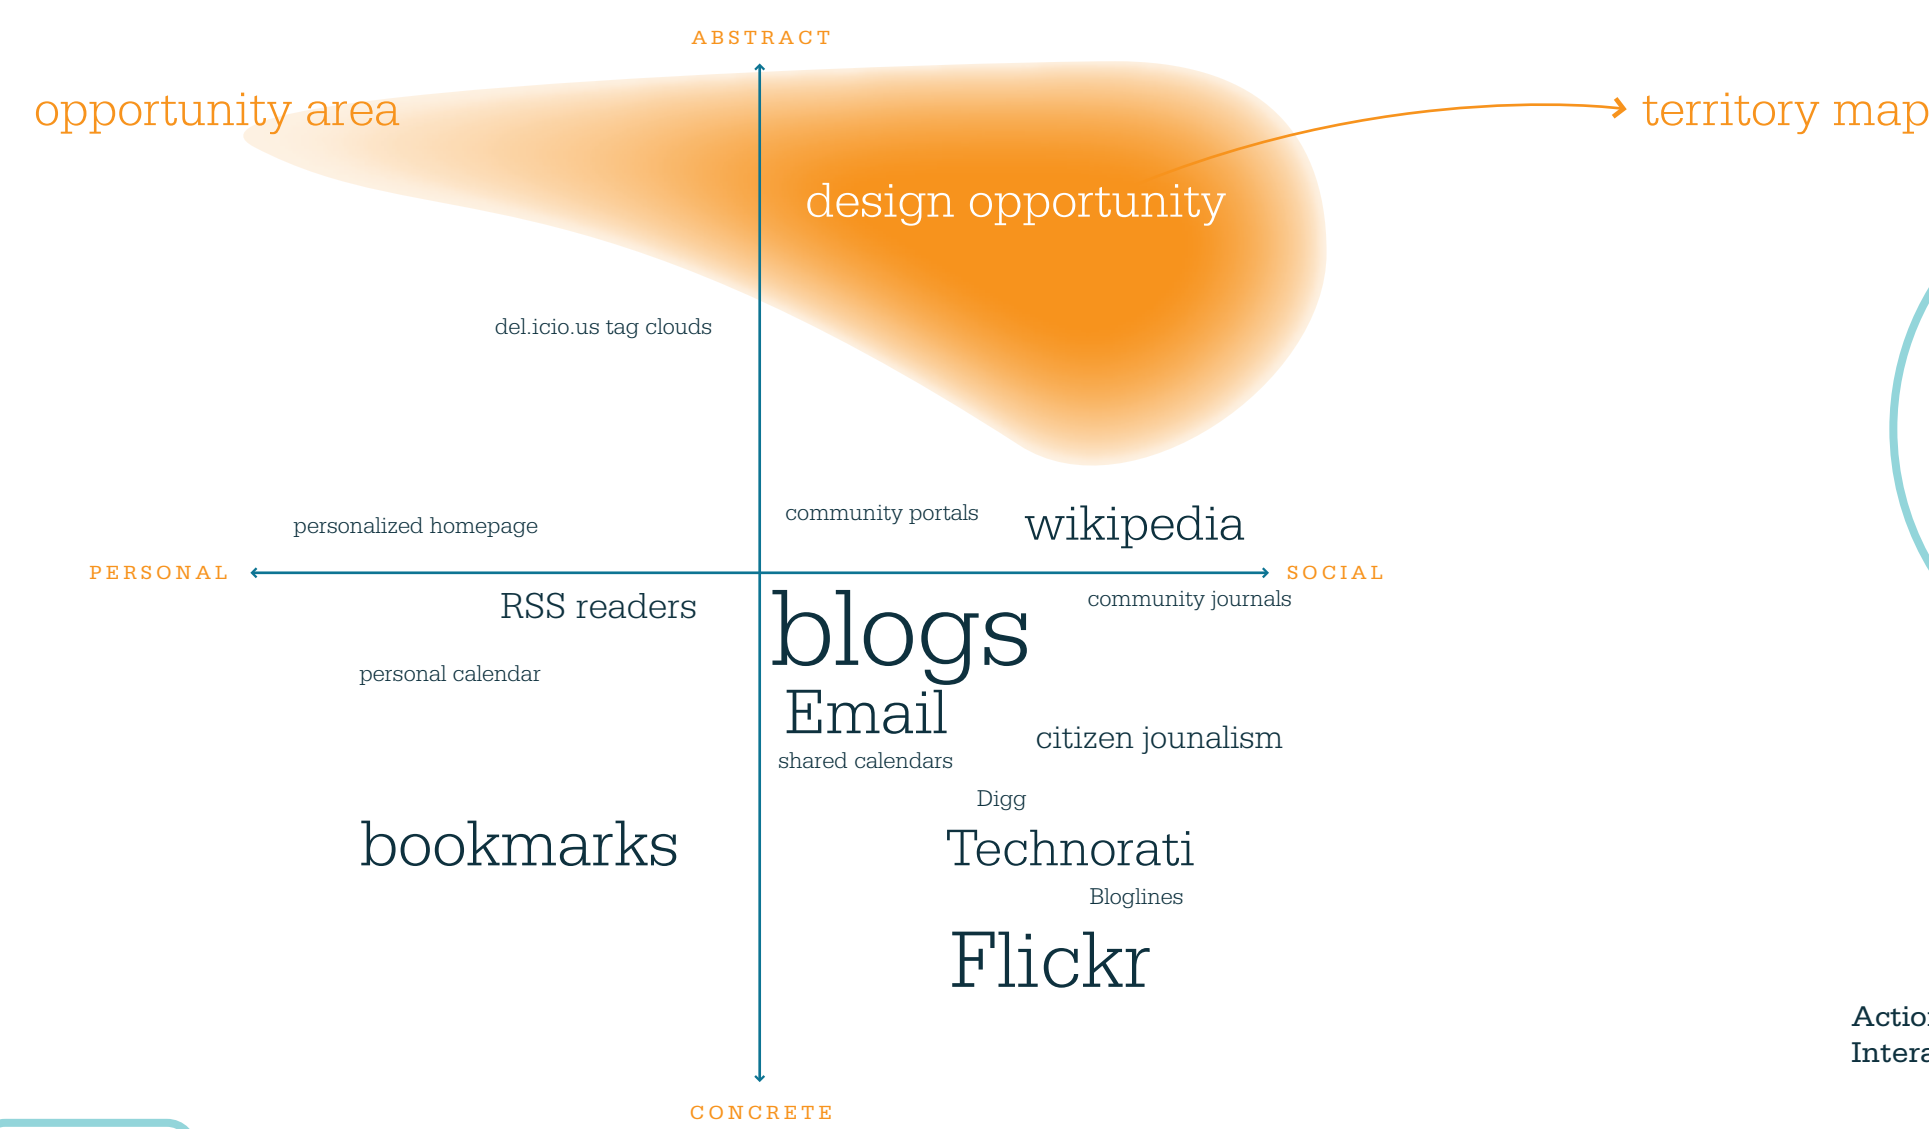 ABSTRACT
opportunity area
territory map
design opportunity
del.icio.us tag clouds
personalized homepage
community portals
wikipedia
PERSONAL
SOCIAL
RSS readers
blogs
community journals
personal calendar
Email
citizen jounalism
shared calendars
Digg
bookmarks
Technorati
Bloglines
Flickr
CONCRETE